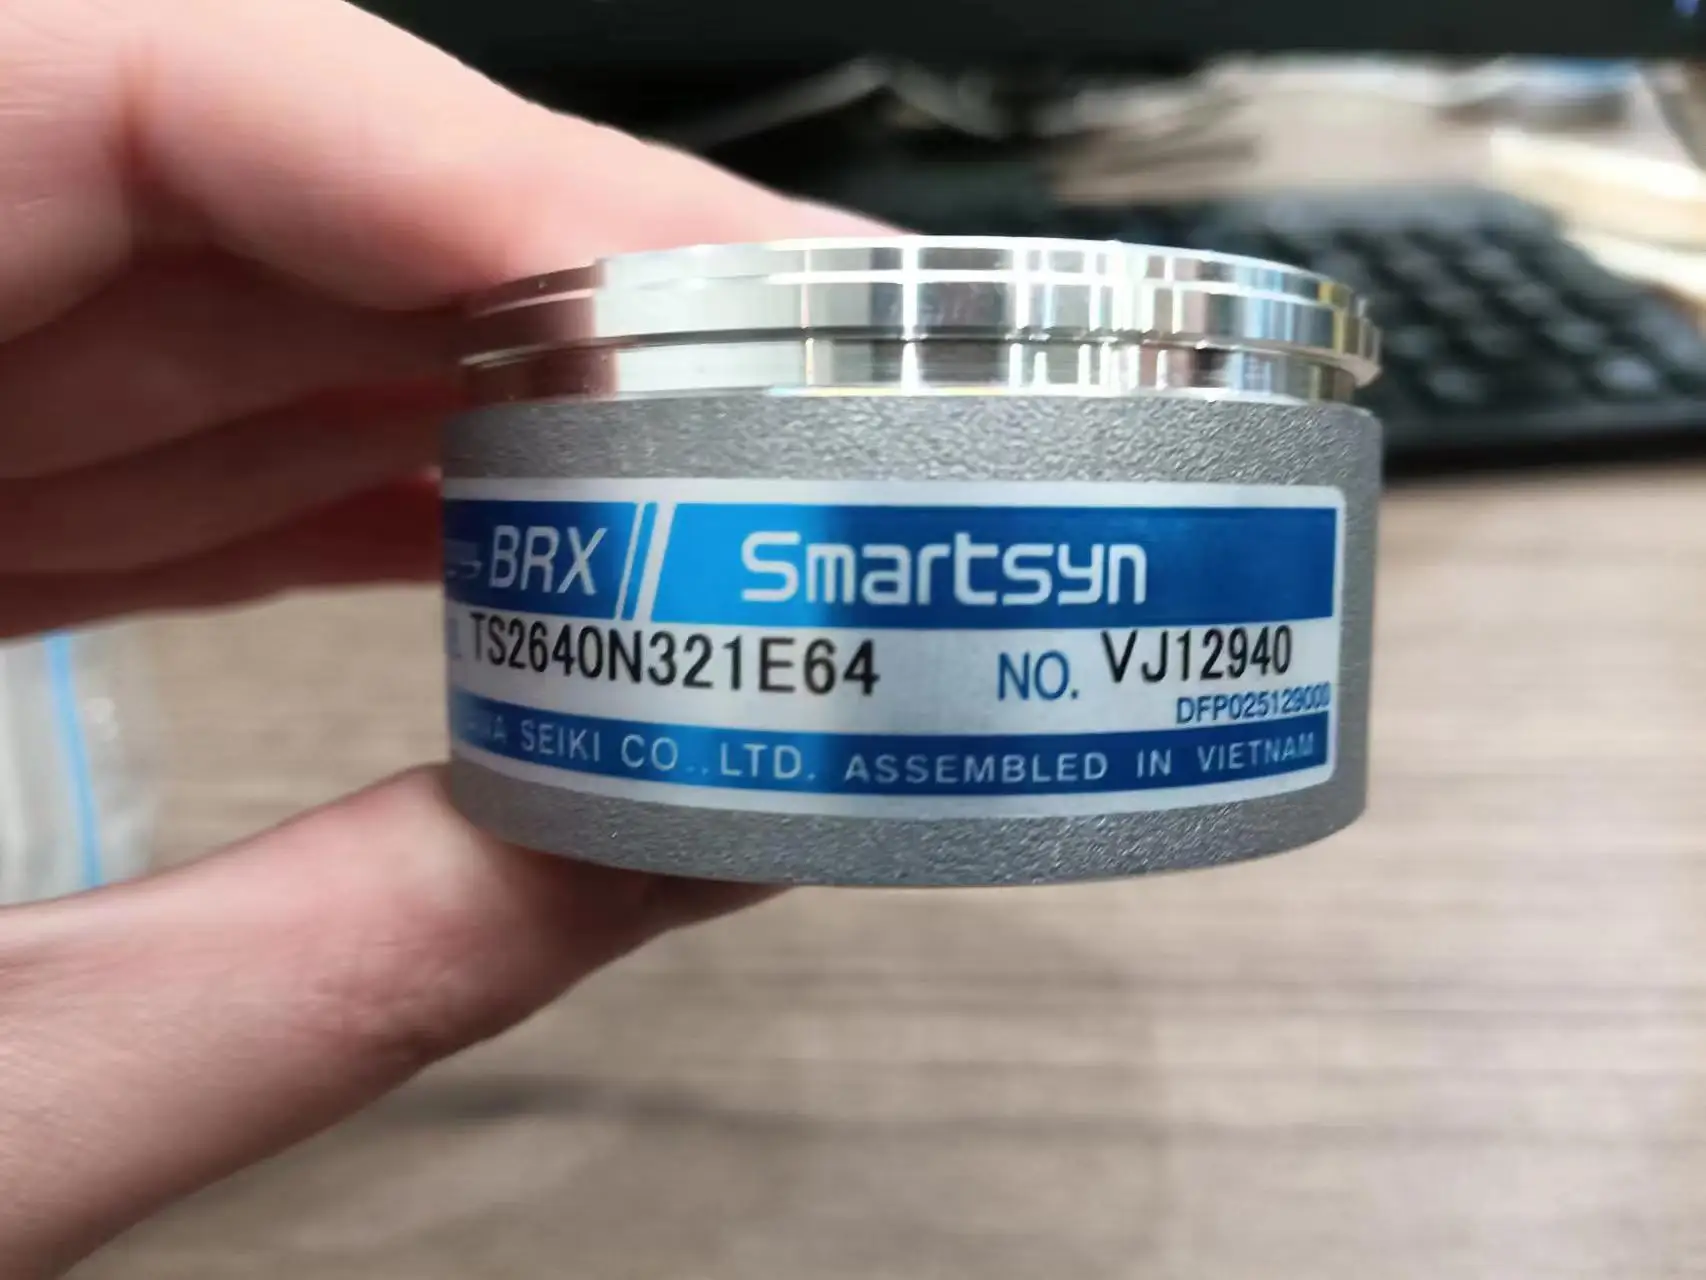 BRX // Smartsyn
TS2640N321E64 NO. VJ12940
DFP025129000
SEIKI CO., LTD. ASSEMBLED IN VIETNAM